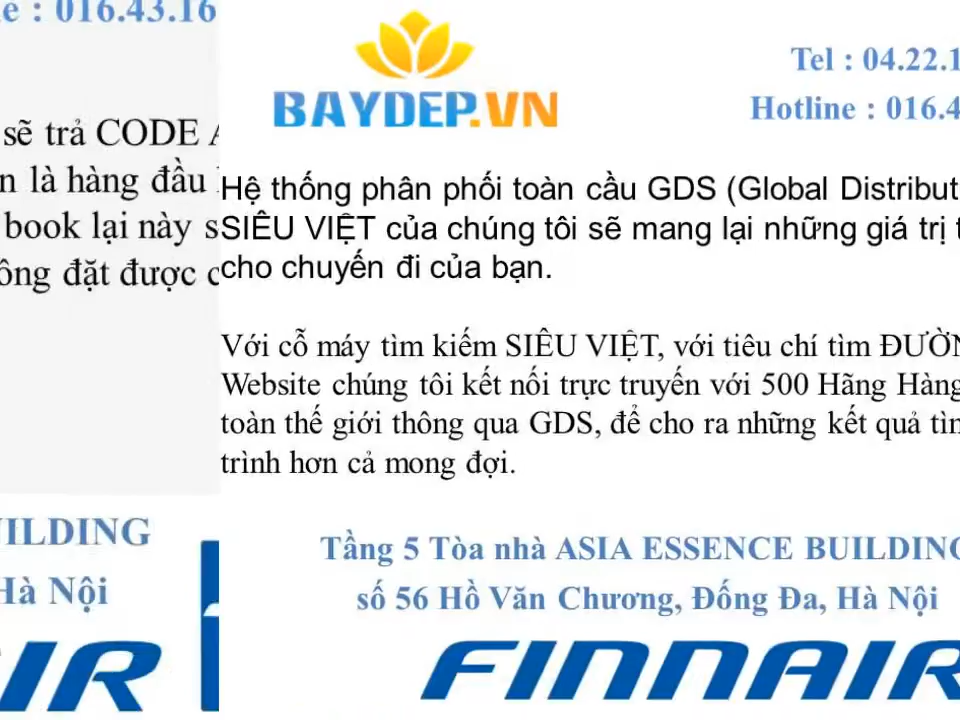 e : 016.43.16
sẽ trả CODE
n là hàng đầu
book lại này s
ông đặt được c
ILDING
Hà Nội
IR
BAYDEP.VN
Tel : 04.22.1
Hotline : 016.4
Hệ thống phân phối toàn cầu GDS (Global Distribut
SIÊU VIỆT của chúng tôi sẽ mang lại những giá trị t
cho chuyến đi của bạn.
Với cỗ máy tìm kiếm SIÊU VIỆT, với tiêu chí tìm ĐƯỜN
Website chúng tôi kết nối trực truyến với 500 Hãng Hàng
toàn thế giới thông qua GDS, để cho ra những kết quả tìm
trình hơn cả mong đợi.
Tầng 5 Tòa nhà ASIA ESSENCE BUILDING
số 56 Hồ Văn Chương, Đống Đa, Hà Nội
FINNAIR